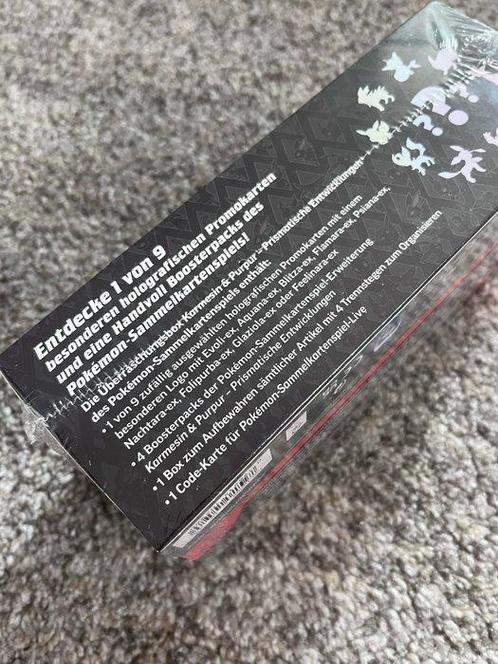 Entdecke 1 von 9
besonderen holografischen Promokarten
und eine Handvoll Boosterpacks des
Pokémon-Sammelkartenspiels!
Die Überraschungsbox Karmesin & Purpur – Prismatische Entwicklungen
des Pokémon-Sammelkartenspiels enthält:
• 1 von 9 zufällig ausgewählten holografischen Promokarten mit einem
besonderen Logo mit Evoli-ex, Aquana-ex, Blitza-ex, Flamara-ex, Psiana-ex,
Nachtara-ex, Folipurba-ex, Glaziola-ex oder Feelinara-ex
• 4 Boosterpacks der Pokémon-Sammelkartenspiel-Erweiterung
Karmesin & Purpur – Prismatische Entwicklungen
• 1 Box zum Aufbewahren sämtlicher Artikel mit 4 Trennstegen zum Organisieren
• 1 Code-Karte für Pokémon-Sammelkartenspiel-Live
???